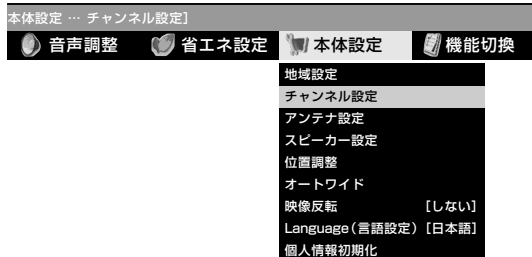 本体設定 … チャンネル設定]
音声調整 省エネ設定 本体設定 機能切換
地域設定
チャンネル設定
アンテナ設定
スピーカー設定
位置調整
オートワイド
映像反転 [しない]
Language(言語設定) [日本語]
個人情報初期化